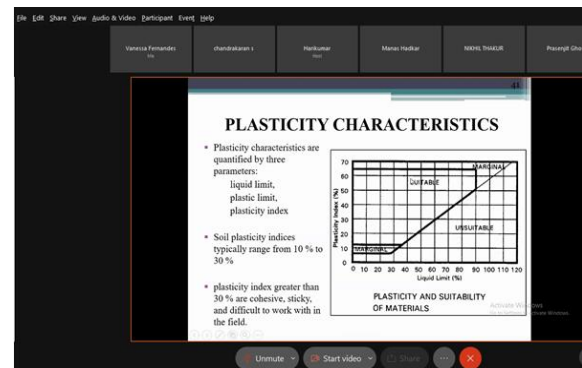 File Edit Share View Audio & Video Participant Event Help
Vanessa Fernandes
Me
chandrakaran s
Harikumar
Host
Manas Hadkar
NIKHIL THAKUR
Prasenjit Gho
41
PLASTICITY CHARACTERISTICS
• Plasticity characteristics are
quantified by three
parameters:
liquid limit,
plastic limit,
plasticity index
• Soil plasticity indices
typically range from 10 % to
30 %
• plasticity index greater than
30 % are cohesive, sticky,
and difficult to work with in
the field.
Plasticity Index (%)
70
60
50
40
30
20
10
0
MARGINAL
SUITABLE
UNSUITABLE
MARGINAL
0 10 20 30 40 50 60 70 80 90 100 110 120
Liquid Limit (%)
PLASTICITY AND SUITABILITY
OF MATERIALS
Activate Windows
Unmute
Start video
Share